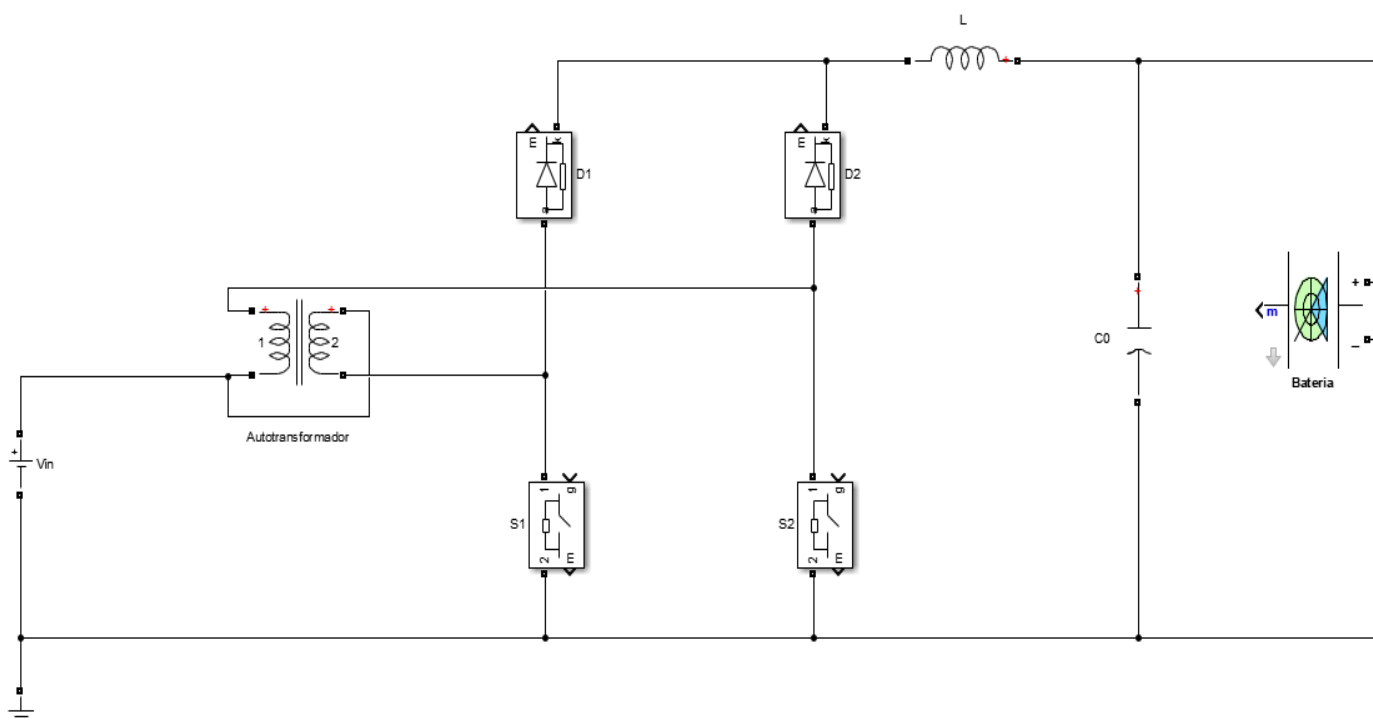 L
m
k
a
D1
m
k
a
D2
+
+
1
2
Autotransformador
+
Vin
S1
1
g
2
m
S2
1
g
2
m
+
+
C0
m
+
–
Bateria